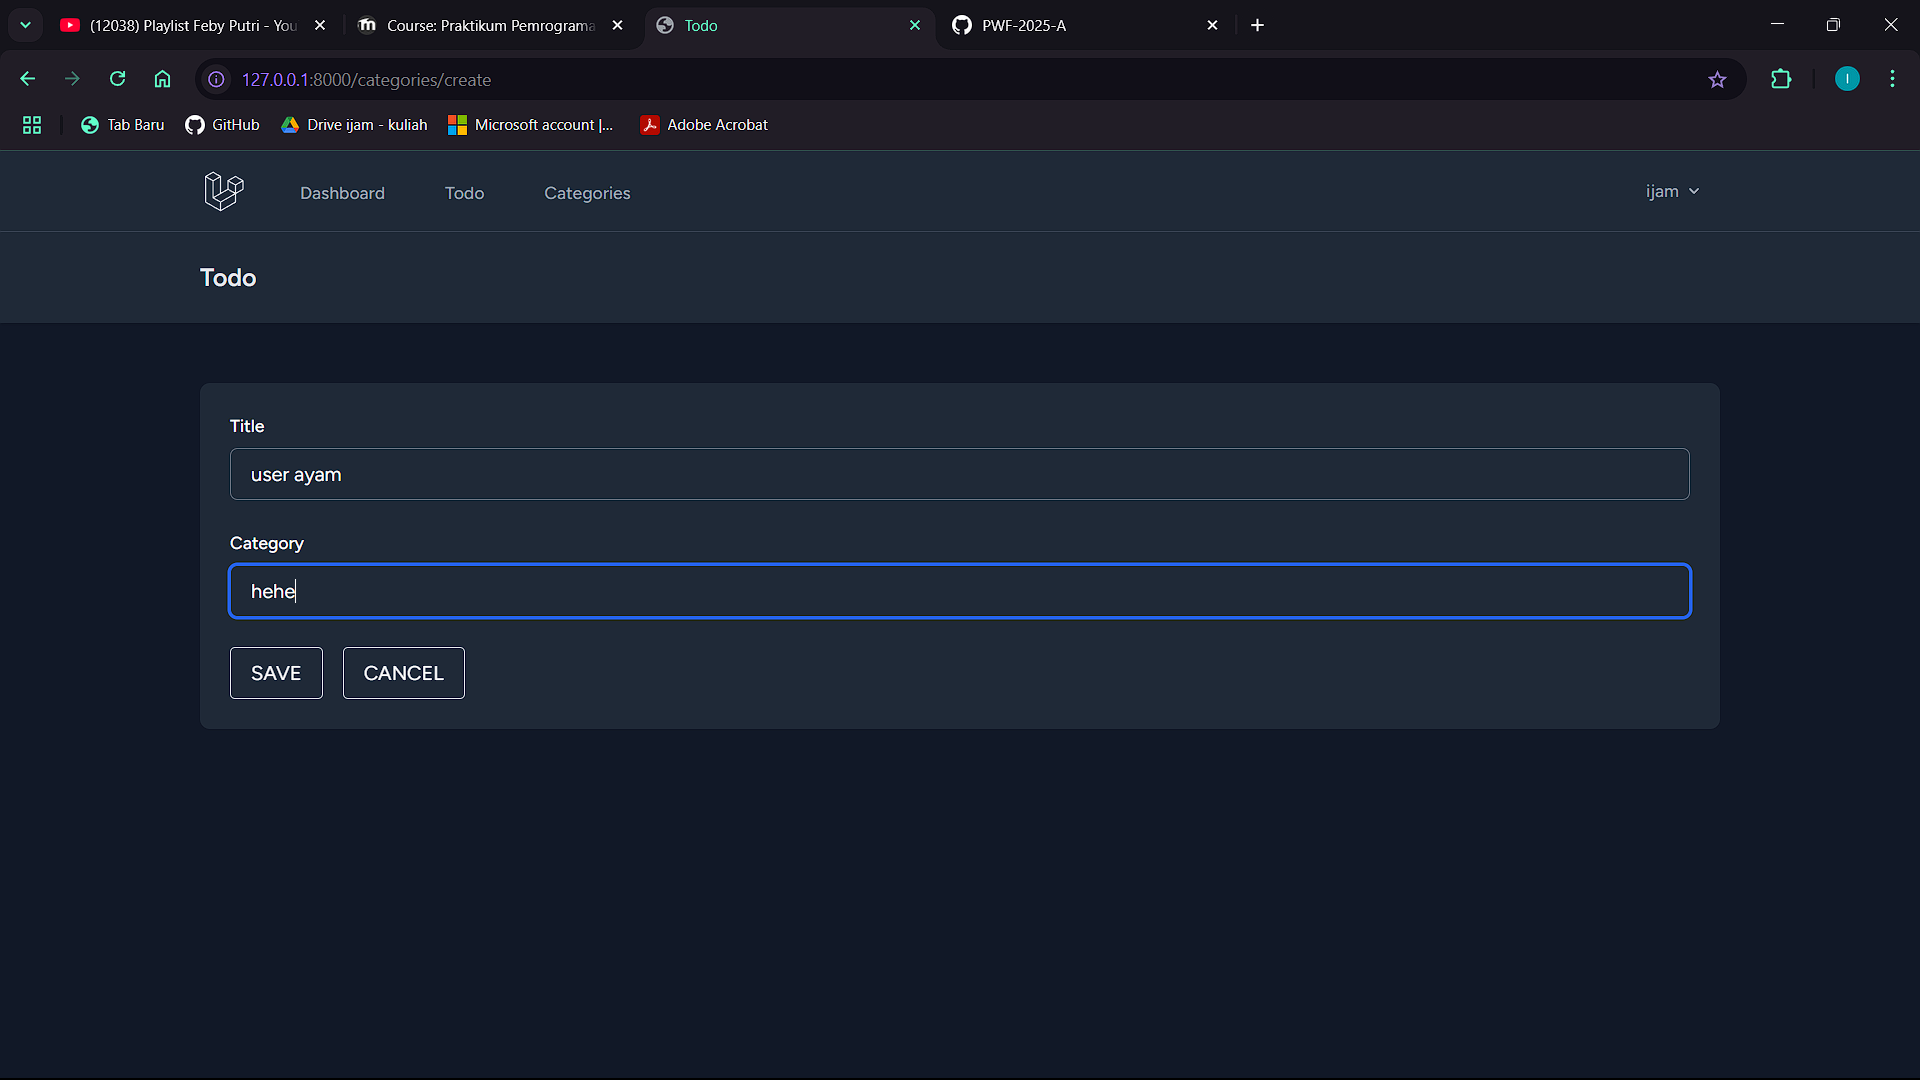 (12038) Playlist Feby Putri - You
Course: Praktikum Pemrograma
Todo
PWF-2025-A
127.0.0.1:8000/categories/create
I
Tab Baru
GitHub
Drive ijam - kuliah
Microsoft account |...
Adobe Acrobat
Dashboard
Todo
Categories
ijam
Todo
Title
user ayam
Category
hehe
SAVE
CANCEL